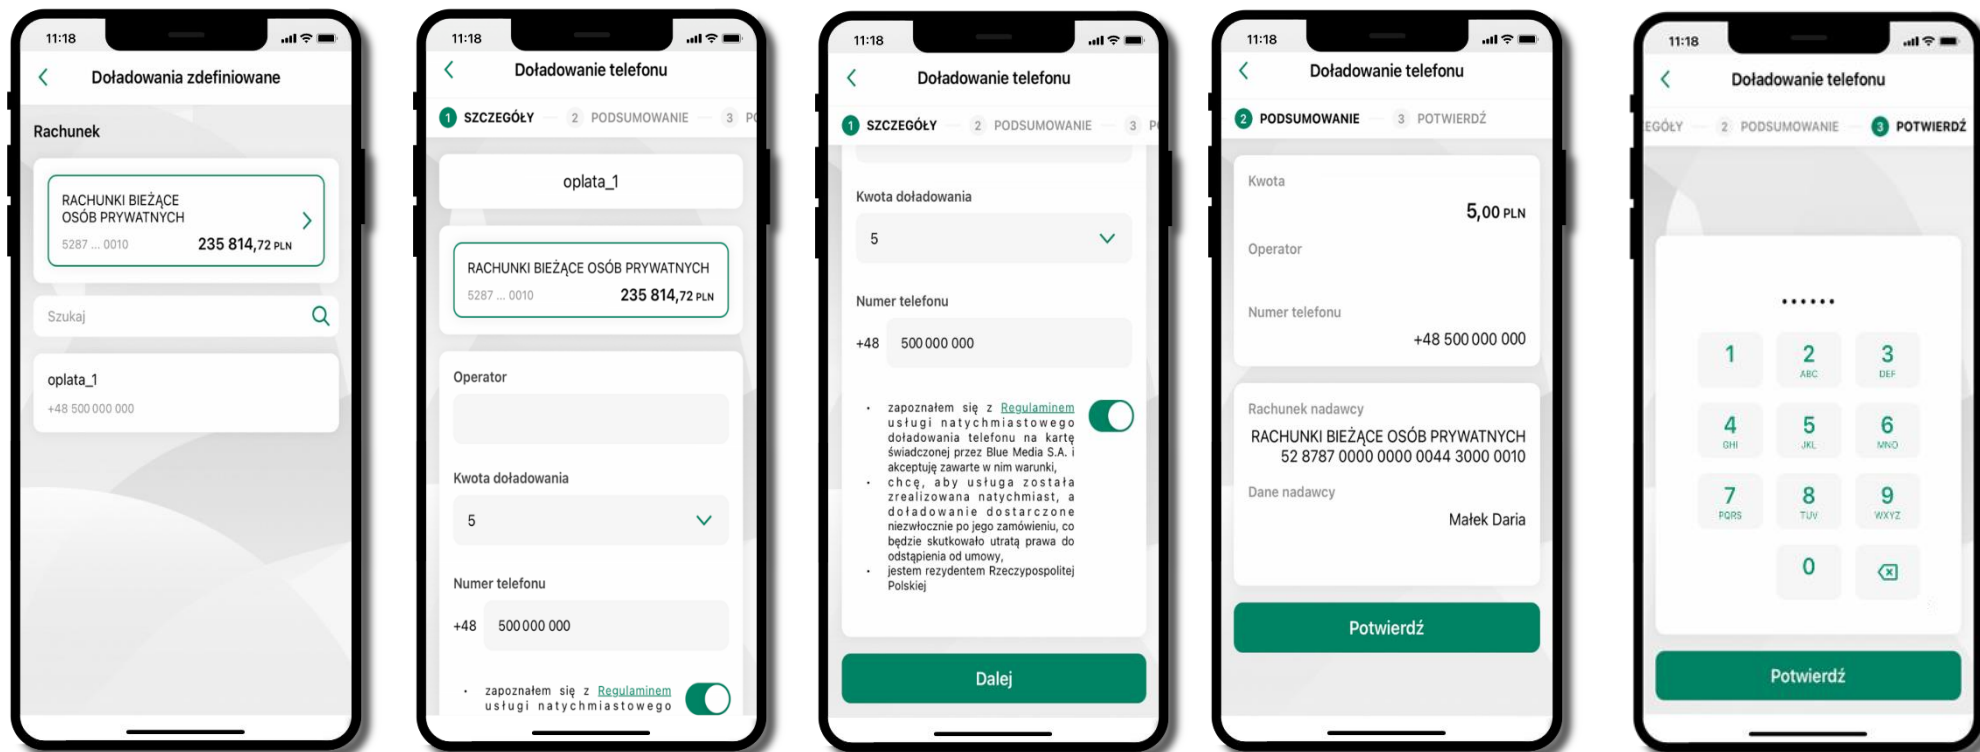 11:18
Doładowania zdefiniowane
Rachunek
RACHUNKI BIEŻĄCE
OSÓB PRYWATNYCH
5287 ... 0010 235 814,72 PLN
Szukaj
oplata_1
+48 500 000 000
11:18
Doładowanie telefonu
1 SZCZEGÓŁY 2 PODSUMOWANIE 3 PO
oplata_1
RACHUNKI BIEŻĄCE OSÓB PRYWATNYCH
5287 ... 0010 235 814,72 PLN
Operator
Kwota doładowania
5
Numer telefonu
+48 500 000 000
• zapoznałem się z Regulaminem
usługi natychmiastowego
11:18
Doładowanie telefonu
1 SZCZEGÓŁY 2 PODSUMOWANIE 3 P
Kwota doładowania
5
Numer telefonu
+48 500 000 000
• zapoznałem się z Regulaminem
usługi natychmiastowego
doładowania telefonu na kartę
świadczonej przez Blue Media S.A. i
akceptuję zawarte w nim warunki,
• chcę, aby usługa została
zrealizowana natychmiast, a
doładowanie dostarczone
niezwłocznie po jego zamówieniu, co
będzie skutkowało utratą prawa do
odstąpienia od umowy,
• jestem rezydentem Rzeczypospolitej
Polskiej
Dalej
11:18
Doładowanie telefonu
2 PODSUMOWANIE 3 POTWIERDŹ
Kwota
5,00 PLN
Operator
Numer telefonu
+48 500 000 000
Rachunek nadawcy
RACHUNKI BIEŻĄCE OSÓB PRYWATNYCH
52 8787 0000 0000 0044 3000 0010
Dane nadawcy
Małek Daria
Potwierdź
11:18
Doładowanie telefonu
EGÓŁY 2 PODSUMOWANIE 3 POTWIERDŹ
1 2 3
ABC DEF
4 5 6
GHI JKL MNO
7 8 9
PQRS TUV WXYZ
0
Potwierdź